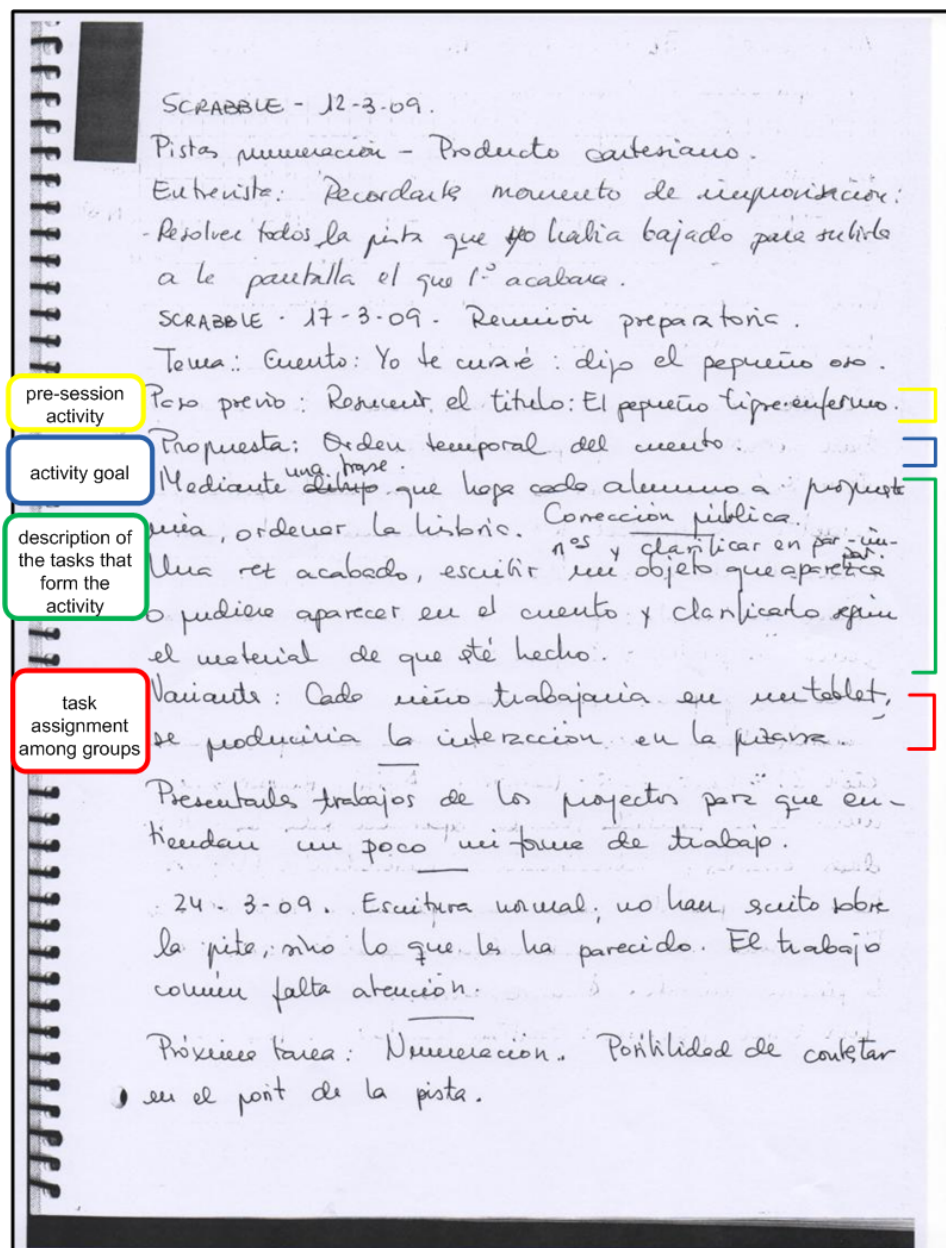 SCRABBLE - 12-3-09.
Pistas numeración - Producto cartesiano.
Entrevista: Recordarle momento de improvisación:
- Resolver todos la pista que yo había bajado para subirla
a la pantalla el que 1º acabara.
SCRABBLE - 17-3-09. Reunión preparatoria.
Tema: Cuento: Yo te curaré: dijo el pequeño oso.
pre-session
activity
Paso previo: el título: El pequeño tigre enfermo.
activity goal
Propuesta: Orden temporal del cuento.
una frase.
Mediante dibujo que haga cada alumno a propuesta
mía, ordenar la historia. Corrección pública.
nos y clasificar en par-im-
par.
description of
the tasks that
form the
activity
Una vez acabado, escribir un objeto que aparezca
o pudiera aparecer en el cuento y clasificarlo según
el material de que esté hecho.
task
assignment
among groups
Variante: Cada niño trabajaría en un tablet,
se produciría la interacción en la pizarra.
Presentarles trabajos de los proyectos para que en-
tiendan un poco mi forma de trabajo.
24-3-09. Escritura normal; no han escrito sobre
la pista, sino lo que les ha parecido. El trabajo
común falta atención.
Próxima tarea: Numeración. Posibilidad de contestar
en el posit de la pista.